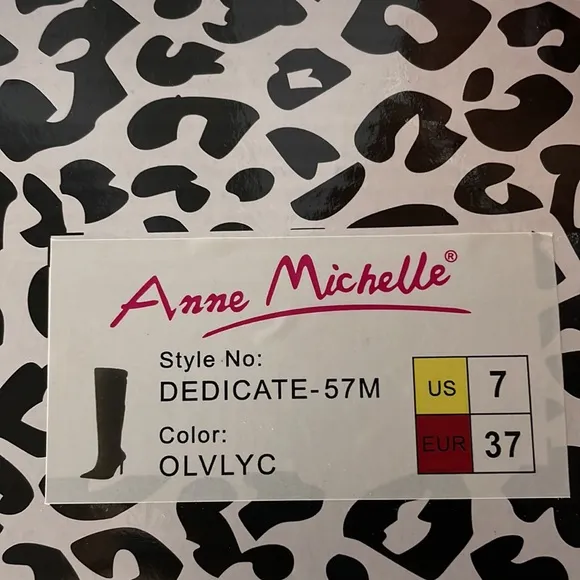 Anne Michelle®
Style No:
DEDICATE-57M
Color:
OLVLYC
US 7
EUR 37